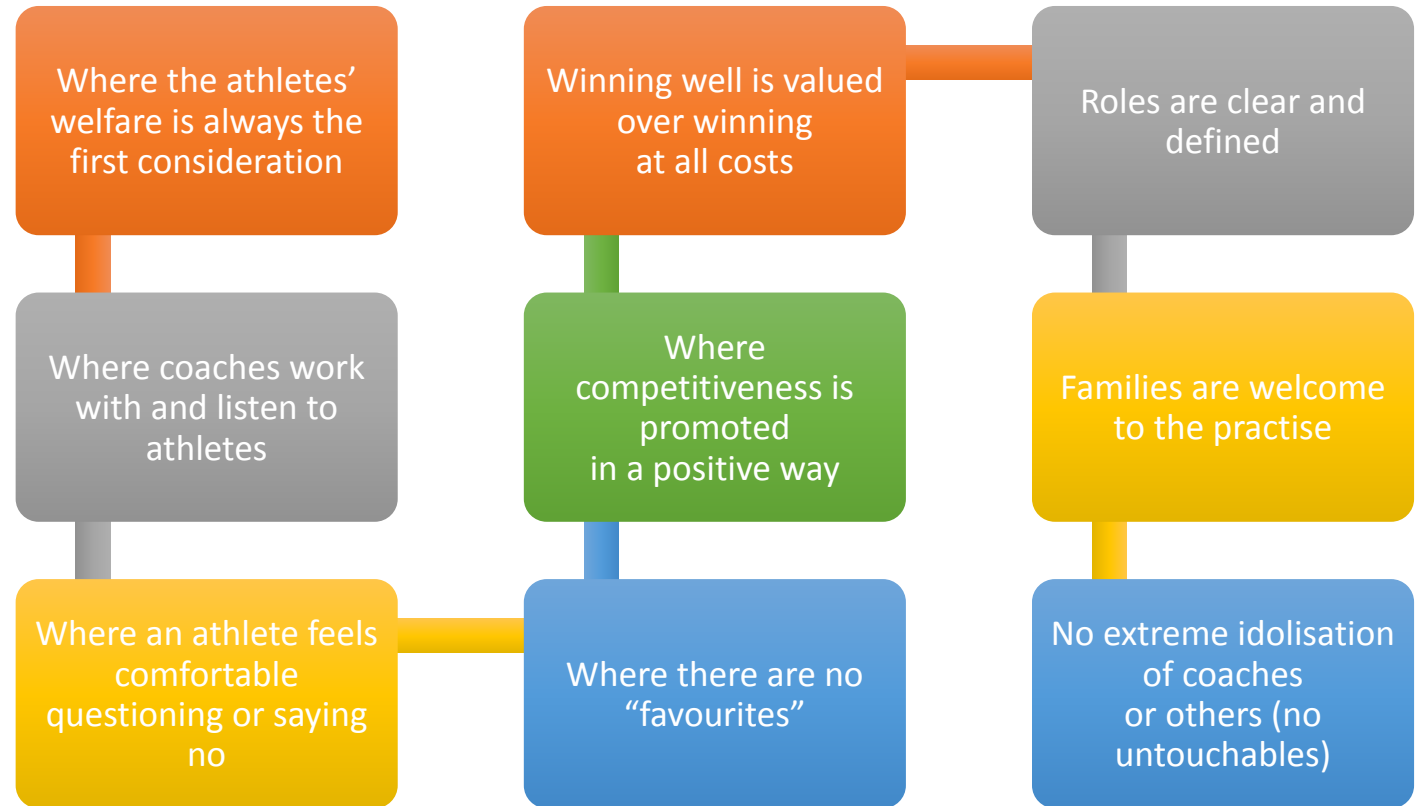 Where the athletes’
welfare is always the
first consideration
Where coaches work
with and listen to
athletes
Where an athlete feels
comfortable
questioning or saying
no
Where there are no
“favourites”
Where
competitiveness is
promoted
in a positive way
Winning well is valued
over winning
at all costs
Roles are clear and
defined
Families are welcome
to the practise
No extreme idolisation
of coaches
or others (no
untouchables)